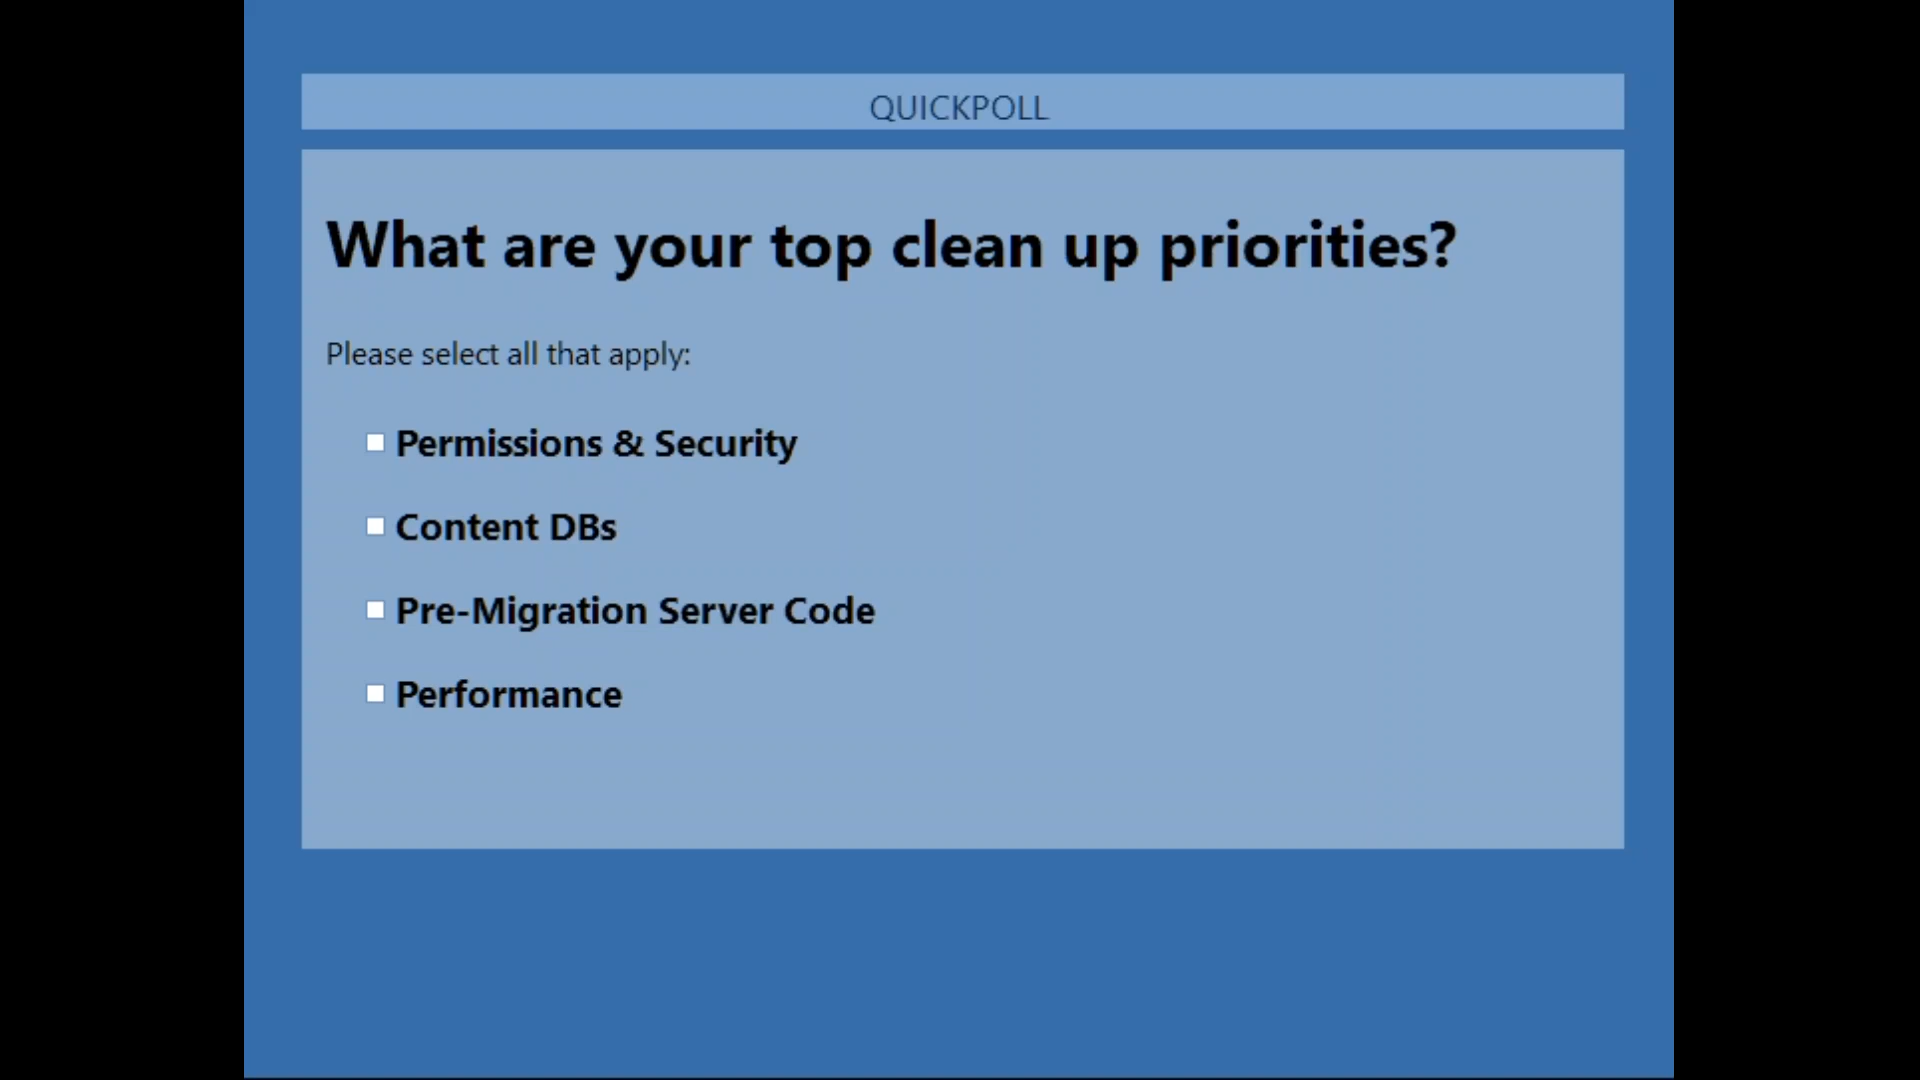 QUICKPOLL
What are your top clean up priorities?
Please select all that apply:
Permissions & Security
Content DBs
Pre-Migration Server Code
Performance